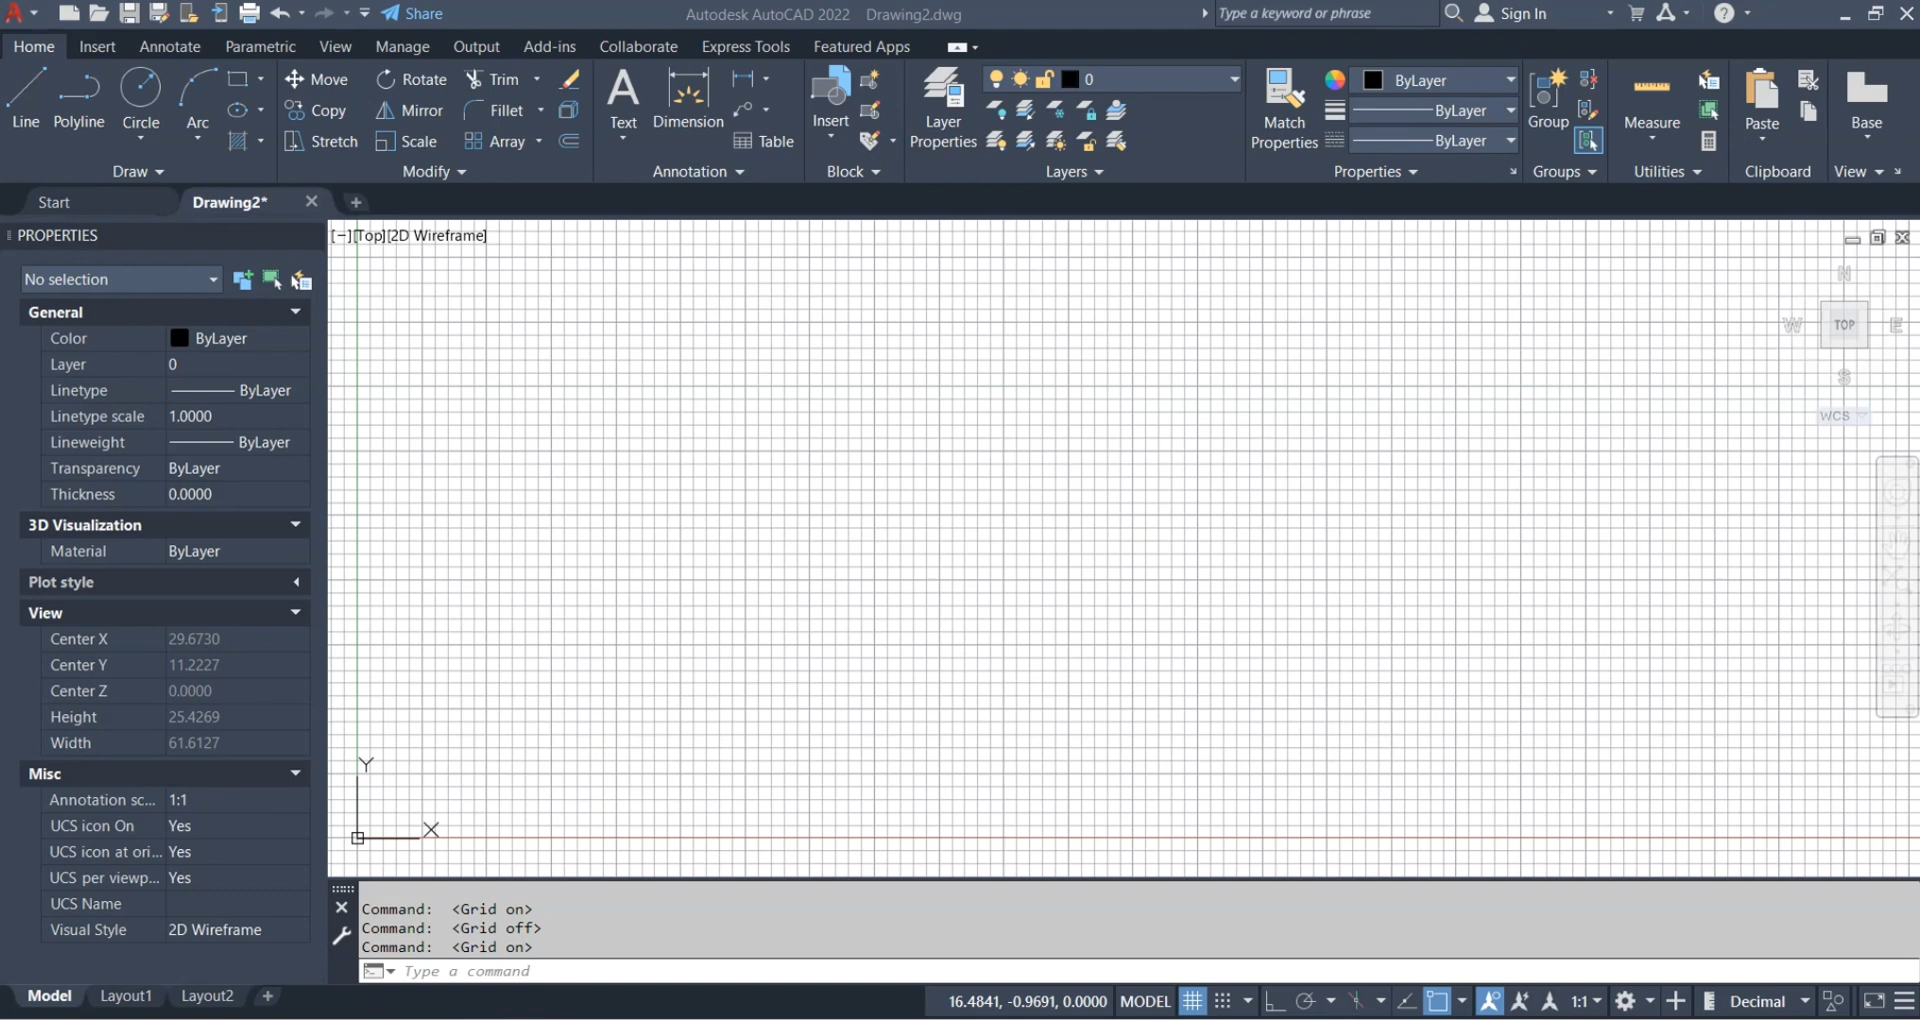 Share
Autodesk AutoCAD 2022 Drawing2.dwg
Type a keyword or phrase
Sign In
Home Insert Annotate Parametric View Manage Output Add-ins Collaborate Express Tools Featured Apps
Line Polyline Circle Arc
Move Rotate Trim
Copy Mirror Fillet
Stretch Scale Array
Text Dimension Table
Insert
Layer Properties
0
Match Properties
ByLayer
ByLayer
ByLayer
Group Measure Paste Base
Draw Modify Annotation Block Layers Properties Groups Utilities Clipboard View
Start Drawing2*
PROPERTIES
No selection
General
Color ByLayer
Layer 0
Linetype ByLayer
Linetype scale 1.0000
Lineweight ByLayer
Transparency ByLayer
Thickness 0.0000
3D Visualization
Material ByLayer
Plot style
View
Center X 29.6730
Center Y 11.2227
Center Z 0.0000
Height 25.4269
Width 61.6127
Misc
Annotation sc... 1:1
UCS icon On Yes
UCS icon at ori... Yes
UCS per viewp... Yes
UCS Name
Visual Style 2D Wireframe
[−][Top][2D Wireframe]
N
W TOP E
S
WCS
Y
X
Command: <Grid on>
Command: <Grid off>
Command: <Grid on>
Type a command
Model Layout1 Layout2
16.4841, -0.9691, 0.0000 MODEL 1:1 Decimal